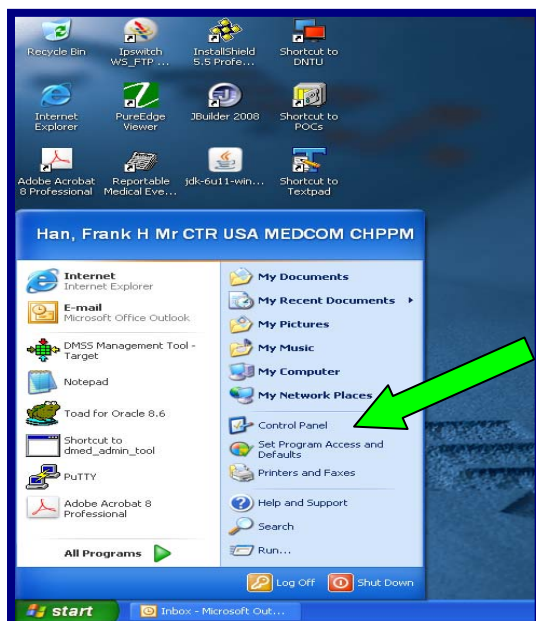 Recycle Bin
Ipswitch
WS_FTP ...
InstallShield
5.5 Profe...
Shortcut to
DNTU
Internet
Explorer
PureEdge
Viewer
JBuilder 2008
Shortcut to
POCs
Adobe Acrobat
8 Professional
Reportable
Medical Eve...
jdk-6u11-win...
Shortcut to
Textpad
Han, Frank H Mr CTR USA MEDCOM CHPPM
Internet
Internet Explorer
E-mail
Microsoft Office Outlook
DMSS Management Tool -
Target
Notepad
Toad for Oracle 8.6
Shortcut to
dmed_admin_tool
PuTTY
Adobe Acrobat 8
Professional
All Programs
My Documents
My Recent Documents
My Pictures
My Music
My Computer
My Network Places
Control Panel
Set Program Access and
Defaults
Printers and Faxes
Help and Support
Search
Run...
Log Off
Shut Down
start
Inbox - Microsoft Out...